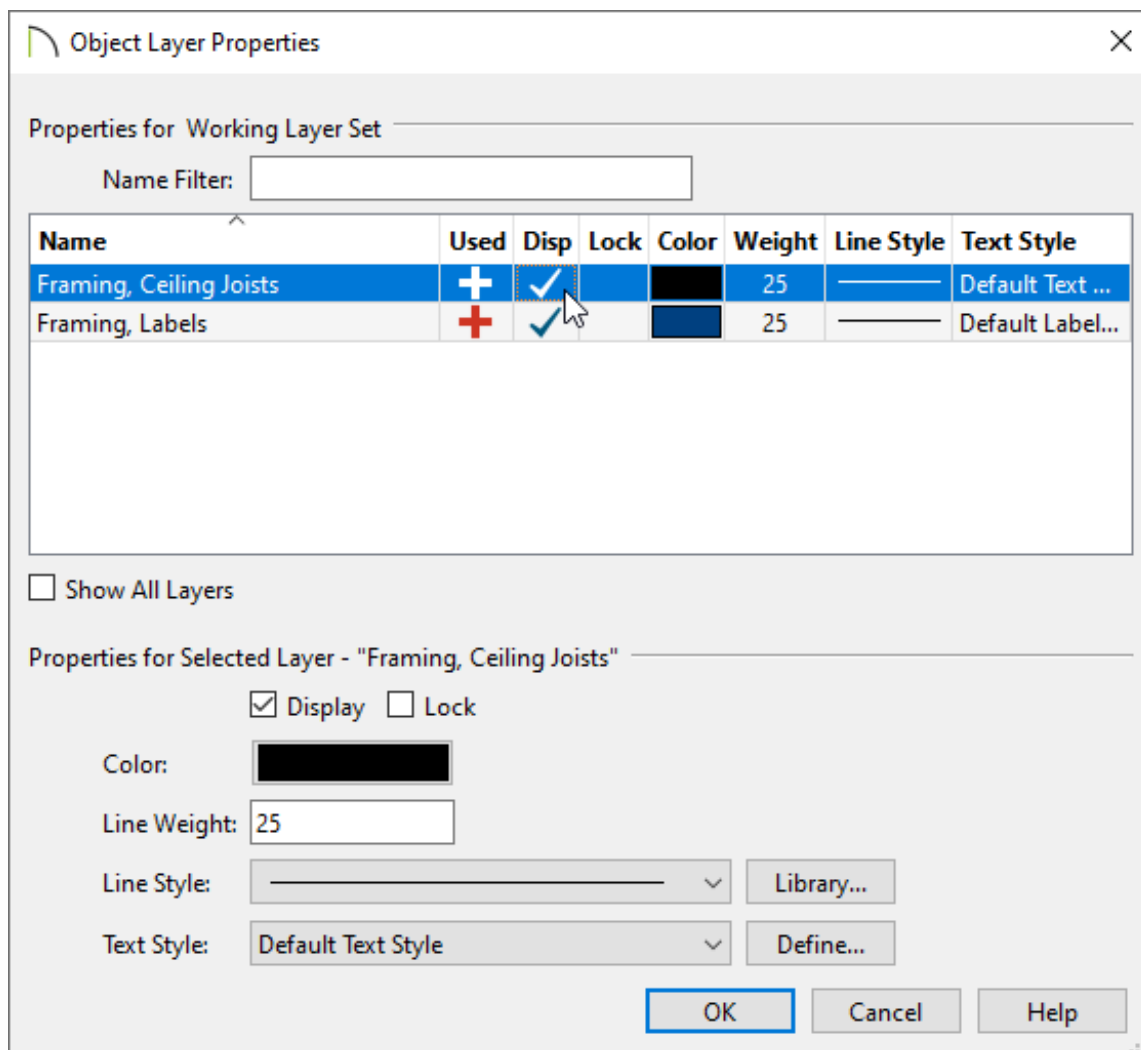 Object Layer Properties
Properties for Working Layer Set
Name Filter:
Name Used Disp Lock Color Weight Line Style Text Style
Framing, Ceiling Joists 25 Default Text ...
Framing, Labels 25 Default Label...
Show All Layers
Properties for Selected Layer - "Framing, Ceiling Joists"
Display Lock
Color:
Line Weight: 25
Line Style: Library...
Text Style: Default Text Style Define...
OK Cancel Help